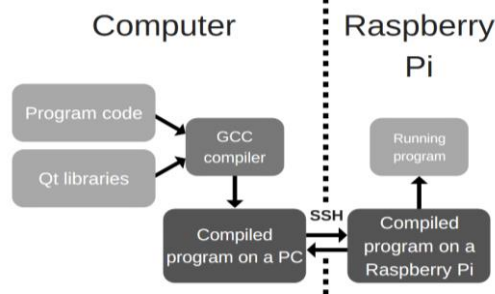 Computer
Raspberry
Pi
Program code
Qt libraries
GCC
compiler
Compiled
program on a PC
SSH
Running
program
Compiled
program on a
Raspberry Pi